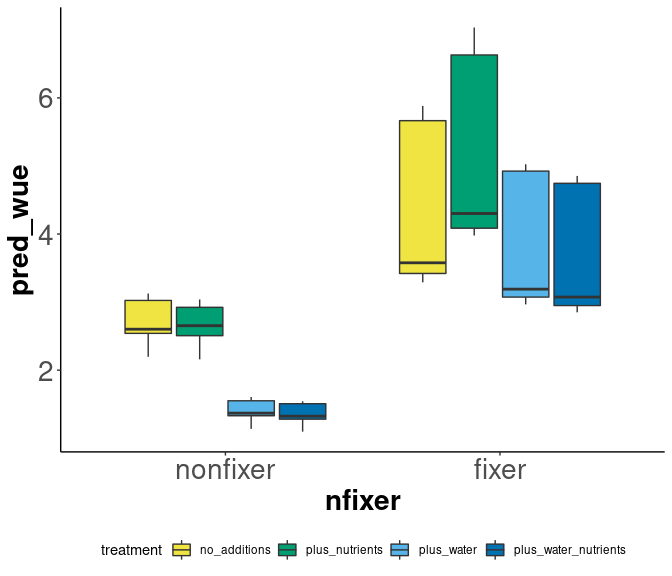 pred_wue
6
4
2
nonfixer fixer
nfixer
treatment no_additions plus_nutrients plus_water plus_water_nutrients